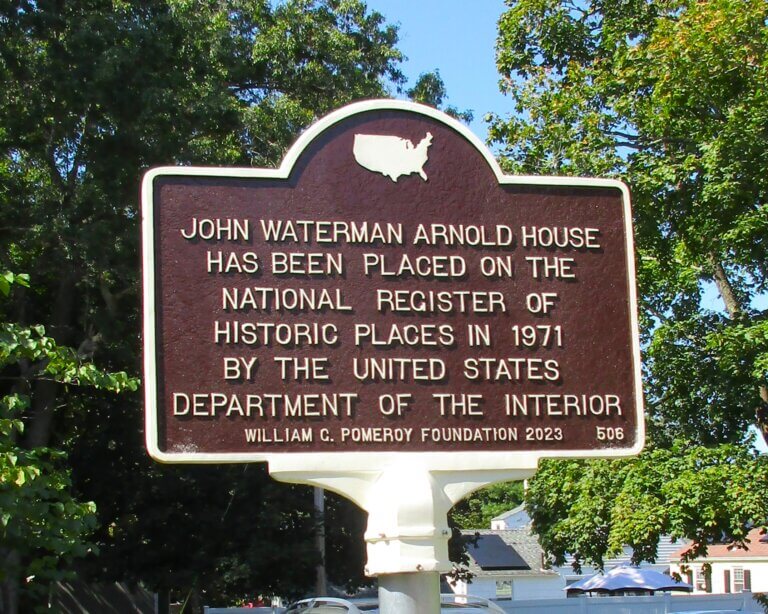 JOHN WATERMAN ARNOLD HOUSE
HAS BEEN PLACED ON THE
NATIONAL REGISTER OF
HISTORIC PLACES IN 1971
BY THE UNITED STATES
DEPARTMENT OF THE INTERIOR
WILLIAM G. POMEROY FOUNDATION 2023 506